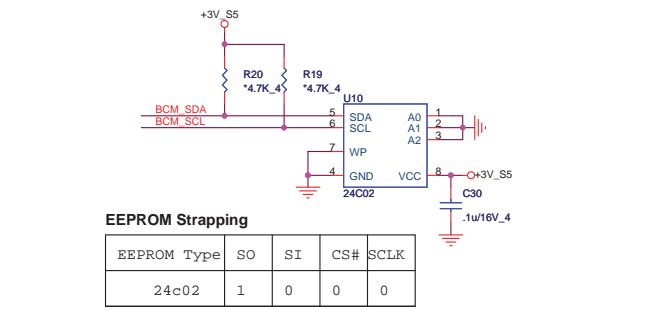 +3V_S5
R20
*4.7K_4
R19
*4.7K_4
U10
BCM_SDA
BCM_SCL
5 SDA A0 1
6 SCL A1 2
A2 3
7 WP
4 GND VCC 8 +3V_S5
24C02
C30
.1u/16V_4
EEPROM Strapping
EEPROM Type SO SI CS# SCLK
24c02 1 0 0 0